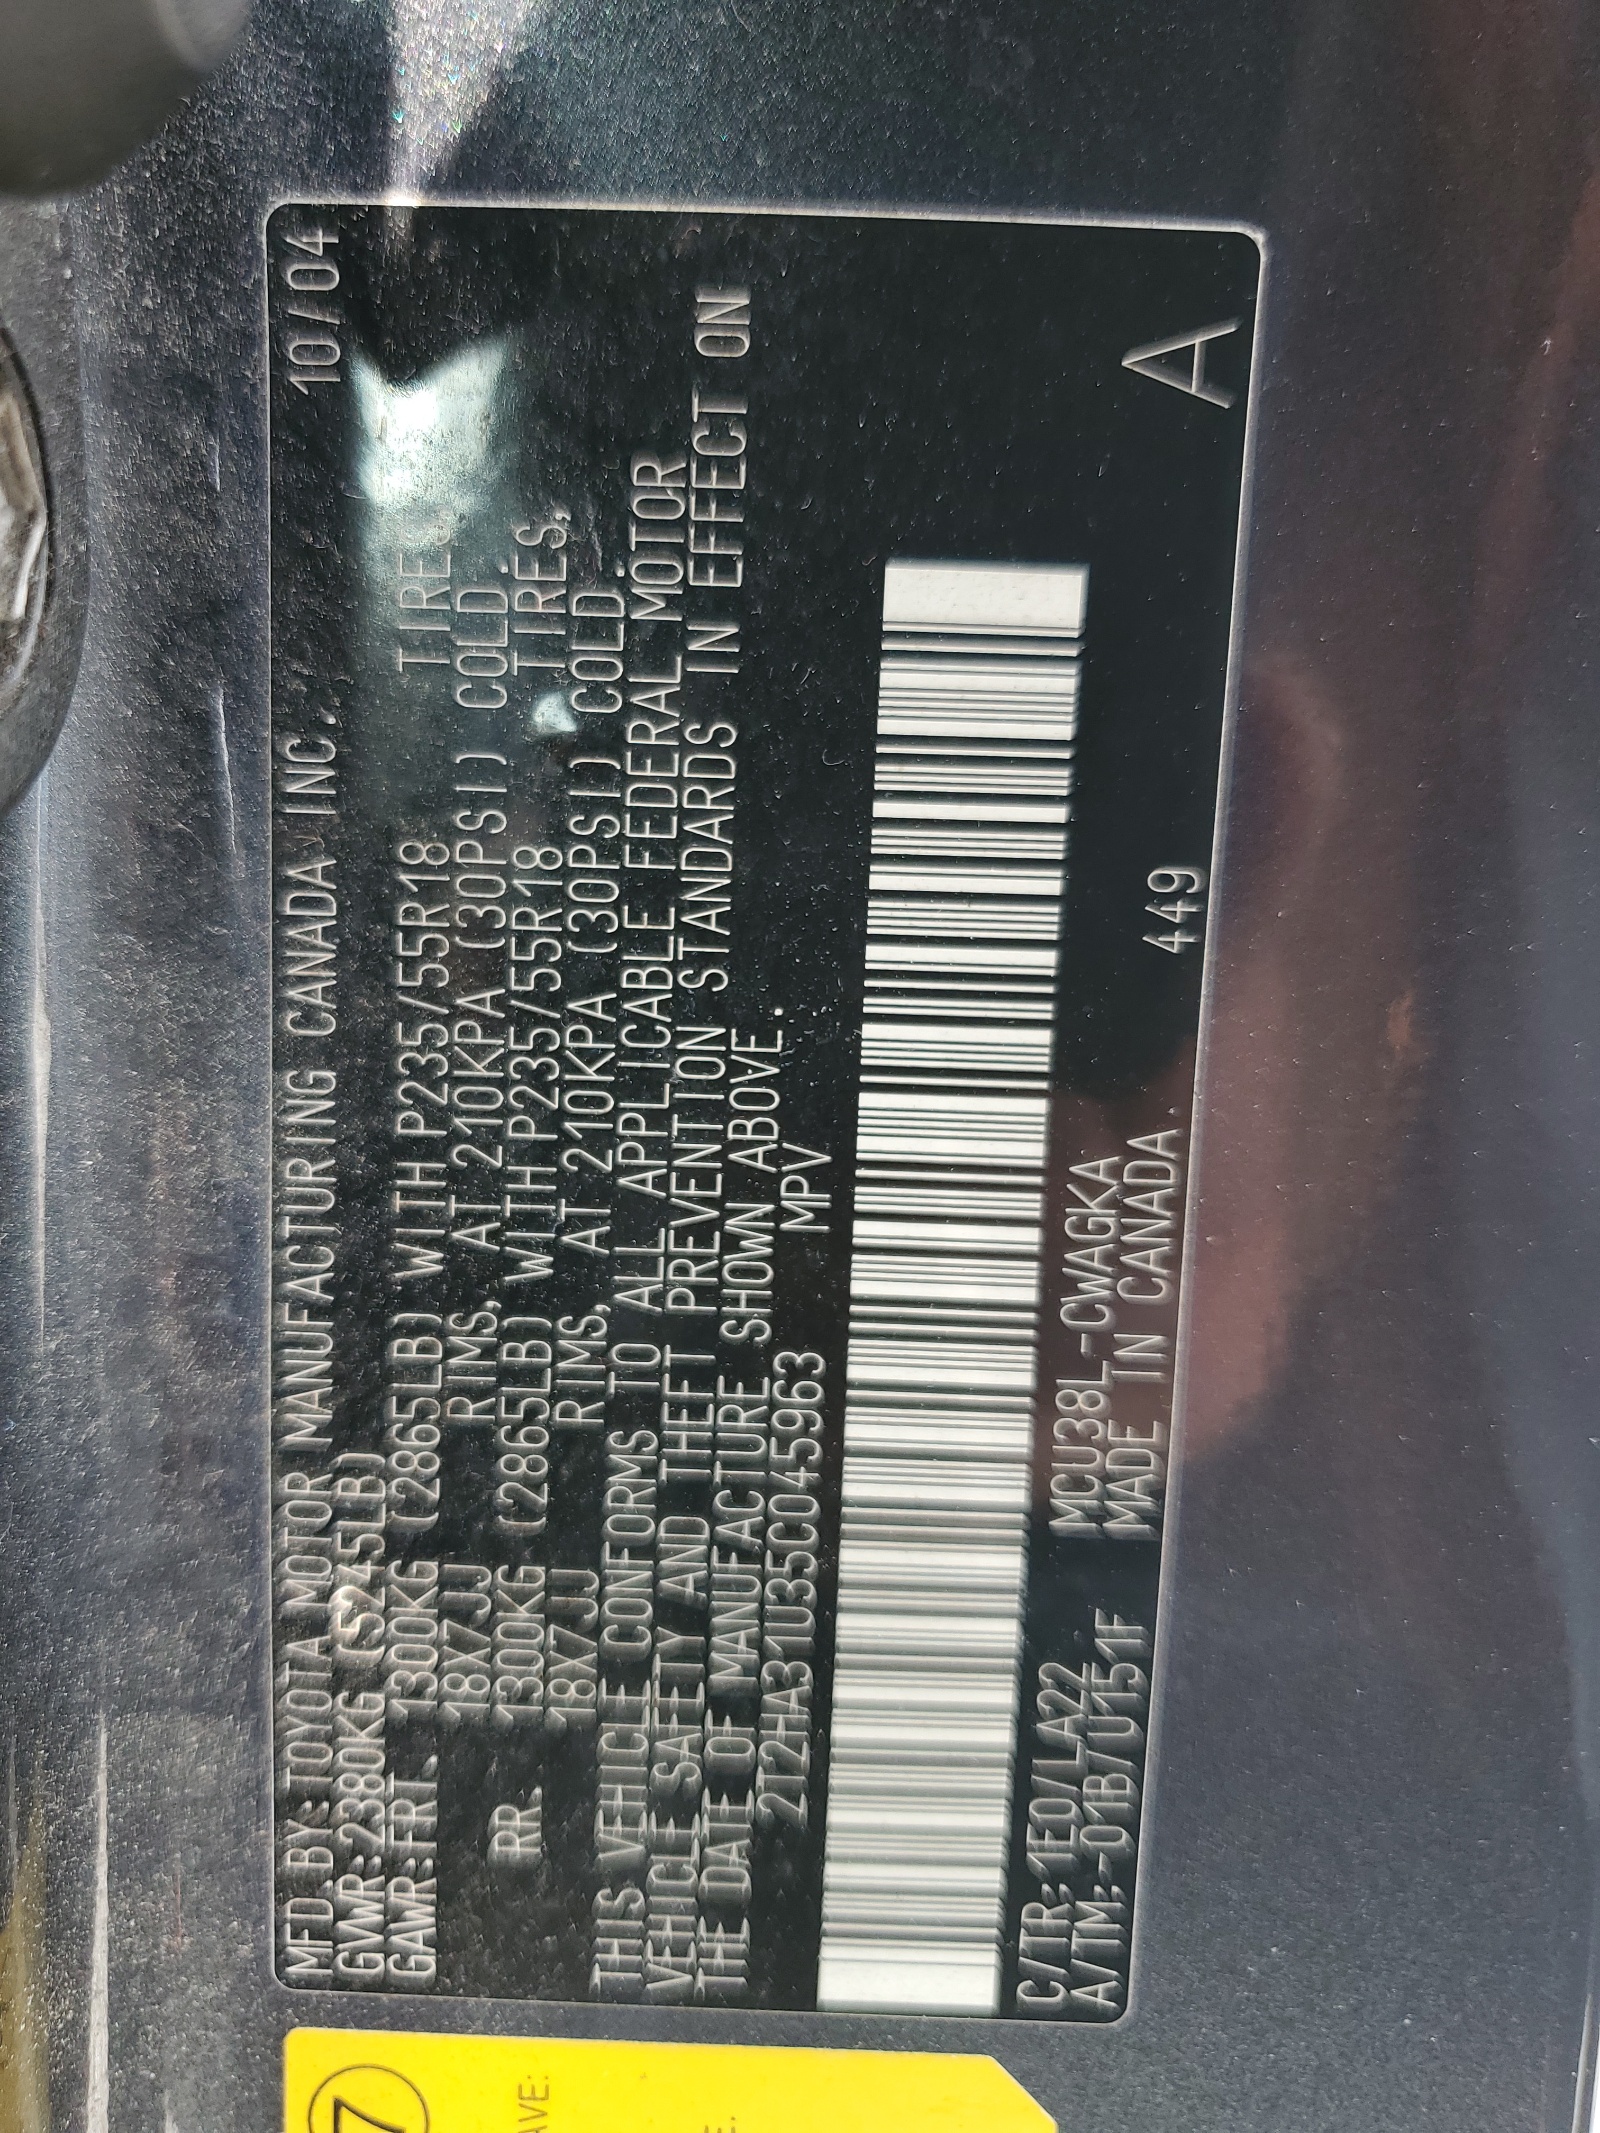 MFD. BY: TOYOTA MOTOR MANUFACTURING CANADA INC. 10/04
GVWR: 2380KG (5245LB)
GAWR: FRT. 1300KG (2865LB) WITH P235/55R18 TIRES,
18X7JJ RIMS, AT 210KPA (30PSI) COLD.
RR. 1300KG (2865LB) WITH P235/55R18 TIRES,
18X7JJ RIMS, AT 210KPA (30PSI) COLD.
THIS VEHICLE CONFORMS TO ALL APPLICABLE FEDERAL MOTOR
VEHICLE SAFETY AND THEFT PREVENTION STANDARDS IN EFFECT ON
THE DATE OF MANUFACTURE SHOWN ABOVE.
2T2HA31U35C045963 MPV
C/TR: 1E0/LA22 MCU38L-CWAGKA
A/TM: -01B/U151F MADE IN CANADA 449 A
7
AVE: